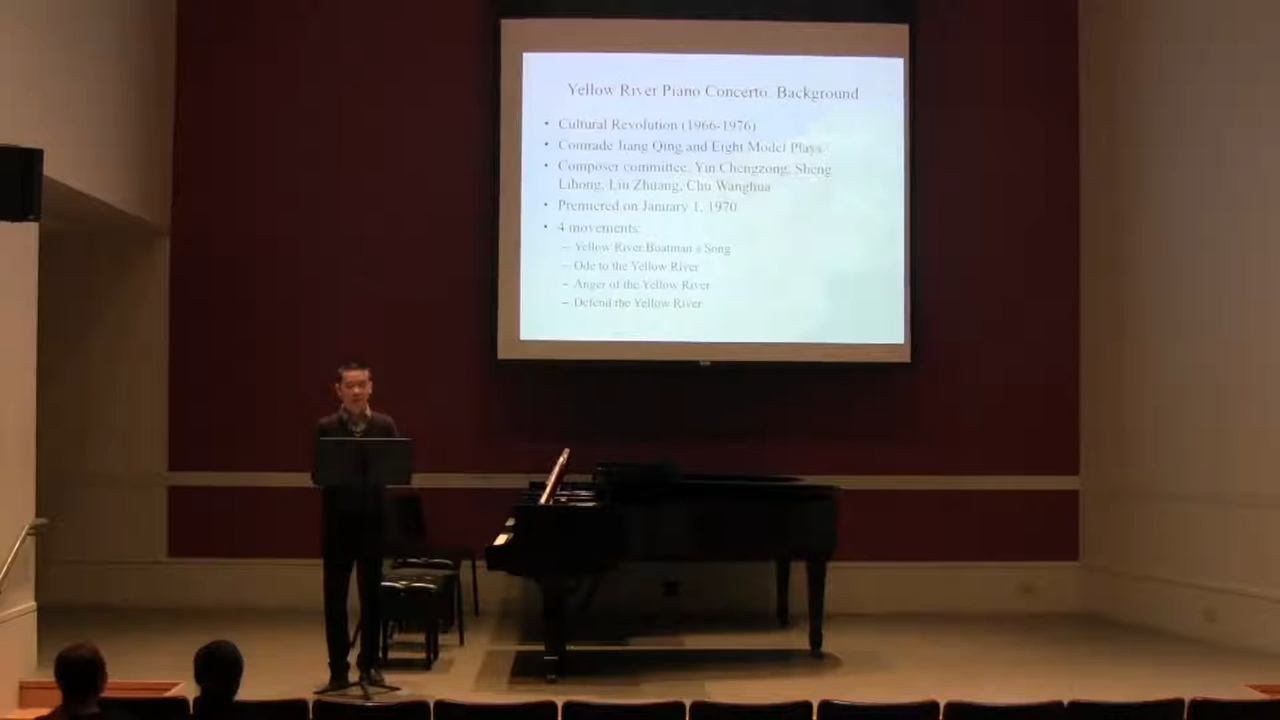 Yellow River Piano Concerto: Background
• Cultural Revolution (1966-1976)
• Comrade Jiang Qing and Eight Model Plays
• Composer committee: Yin Chengzong, Sheng
Lihong, Liu Zhuang, Chu Wanghua
• Premiered on January 1, 1970
• 4 movements:
– Yellow River Boatman's Song
– Ode to the Yellow River
– Anger of the Yellow River
– Defend the Yellow River